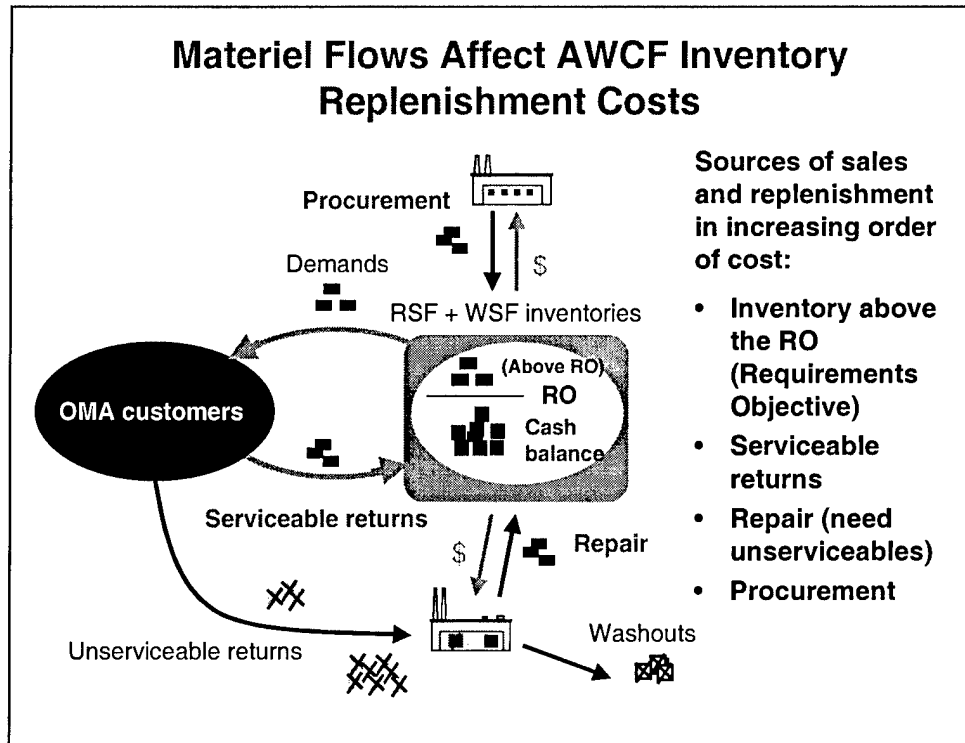 Materiel Flows Affect AWCF Inventory
Replenishment Costs
Procurement
$
Demands
RSF + WSF inventories
(Above RO)
RO
Cash
balance
OMA customers
Serviceable returns
$
Repair
Unserviceable returns
Washouts
Sources of sales
and replenishment
in increasing order
of cost:
• Inventory above
the RO
(Requirements
Objective)
• Serviceable
returns
• Repair (need
unserviceables)
• Procurement